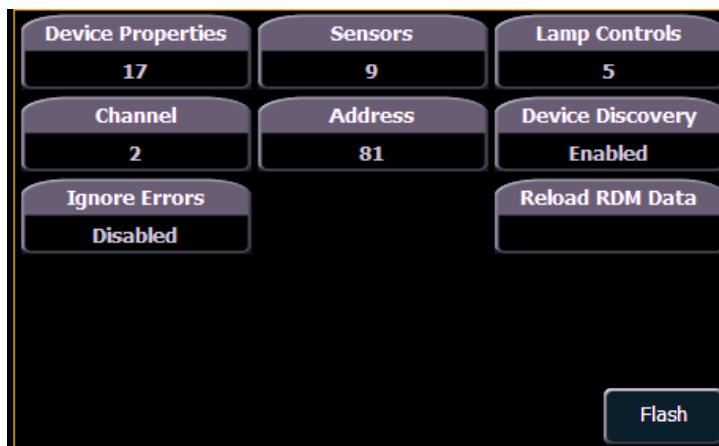 Device Properties
Sensors
Lamp Controls
17
9
5
Channel
Address
Device Discovery
2
81
Enabled
Ignore Errors
Reload RDM Data
Disabled
Flash